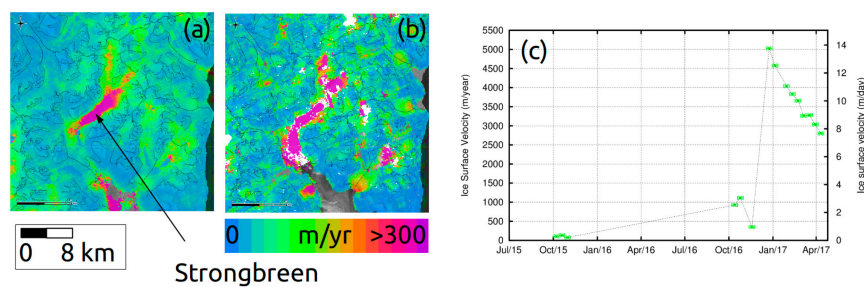 (a)
(b)
(c)
0 m/yr >300
0 8 km
Strongbreen
Ice Surface Velocity (m/year)
5500
5000
4500
4000
3500
3000
2500
2000
1500
1000
500
0
14
12
10
8
6
4
2
0
Ice surface velocity (m/day)
Jul/15 Oct/15 Jan/16 Apr/16 Jul/16 Oct/16 Jan/17 Apr/17